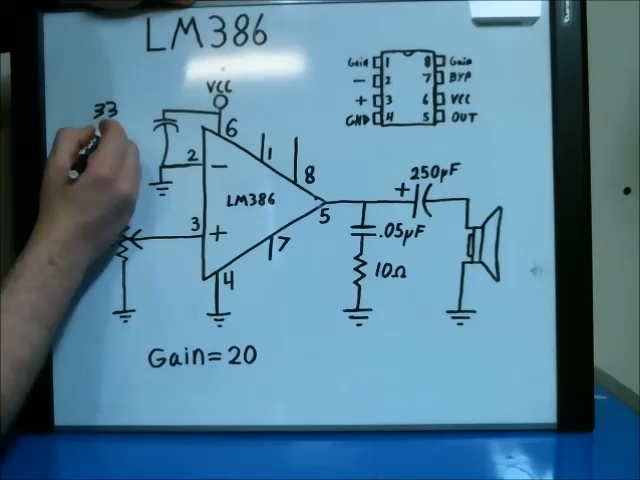 LM386
Gain 1 8 Gain
- 2 7 BYP
+ 3 6 VCC
GND 4 5 OUT
VCC
33
6
2 - 1 8
LM386
5
3 +
7
4
+ 250µF
.05µF
10Ω
Gain=20